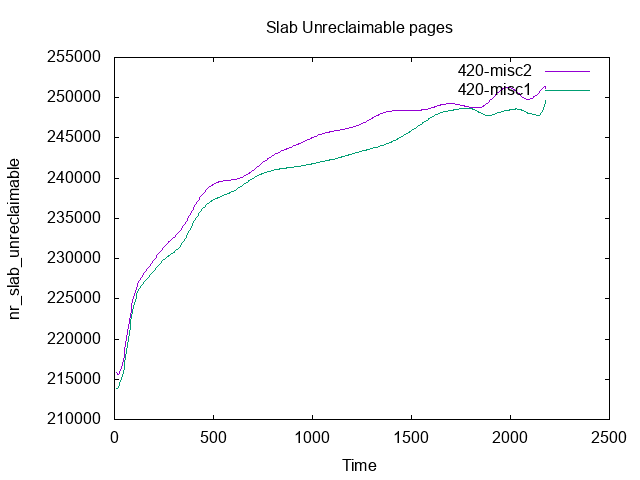 Slab Unreclaimable pages
255000
250000
245000
240000
235000
230000
225000
220000
215000
210000
nr_slab_unreclaimable
420-misc2
420-misc1
0 500 1000 1500 2000 2500
Time